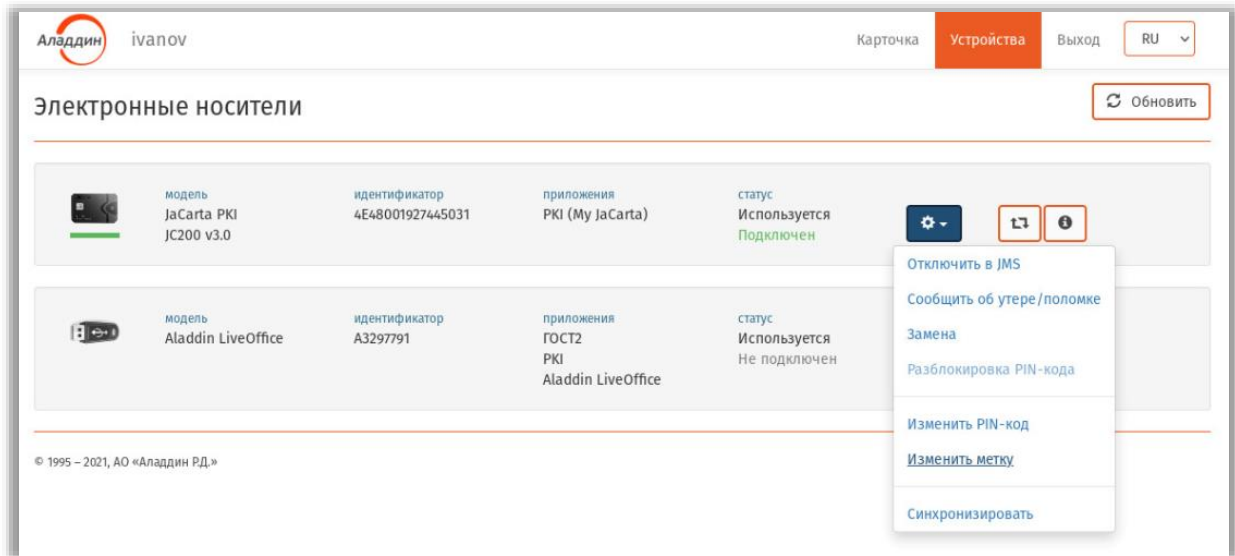 Аладдин ivanov Карточка Устройства Выход RU
Электронные носители Обновить
модель идентификатор приложения статус
JaCarta PKI 4E48001927445031 PKI (My JaCarta) Используется
JC200 v3.0 Подключен
Отключить в JMS
Сообщить об утере/поломке
Замена
Разблокировка PIN-кода
Изменить PIN-код
Изменить метку
Синхронизировать
модель идентификатор приложения статус
Aladdin LiveOffice A3297791 ГОСТ2 Используется
PKI Не подключен
Aladdin LiveOffice
© 1995 – 2021, АО «Аладдин Р.Д.»